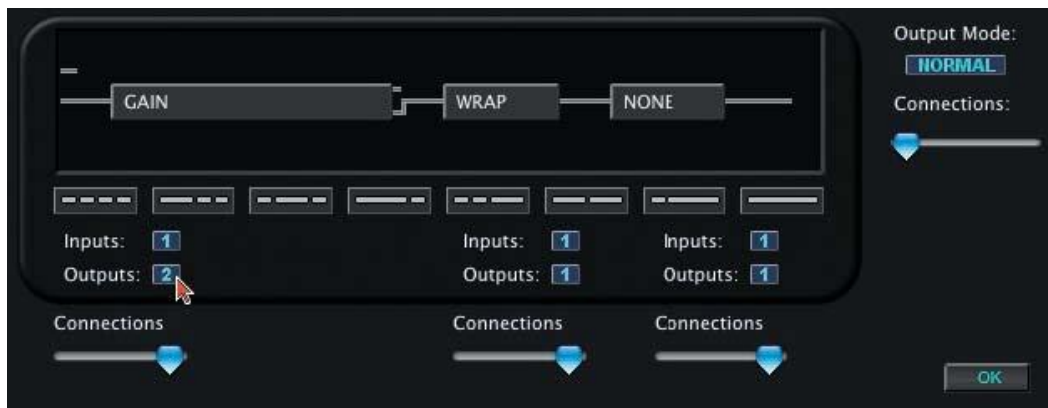 Output Mode:
NORMAL
Connections:
GAIN WRAP NONE
Inputs: 1 Inputs: 1 Inputs: 1
Outputs: 2 Outputs: 1 Outputs: 1
Connections Connections Connections
OK